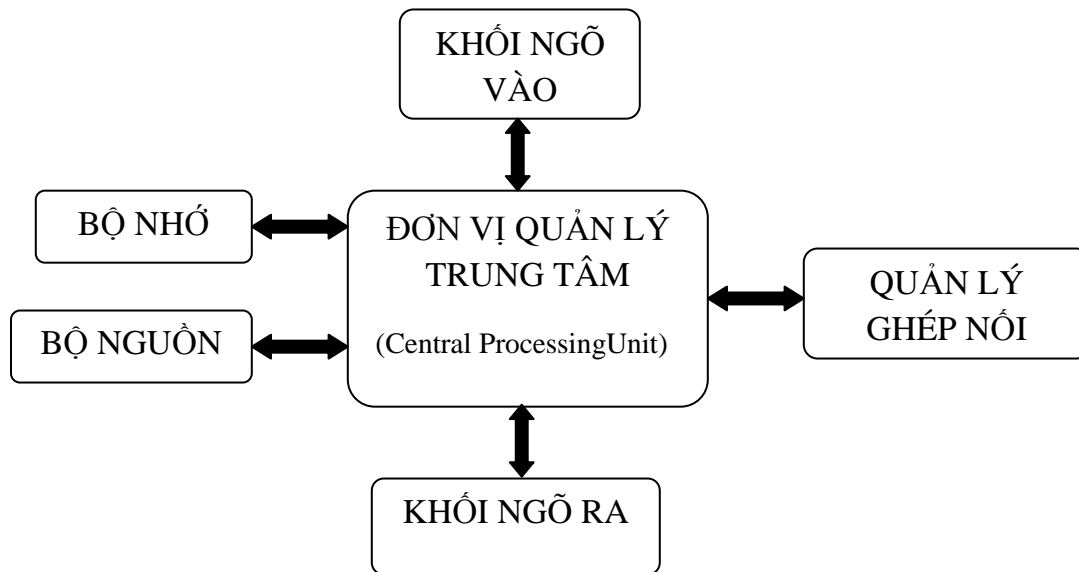 KHỐI NGÕ
VÀO
BỘ NHỚ
ĐƠN VỊ QUẢN LÝ
TRUNG TÂM
(Central ProcessingUnit)
QUẢN LÝ
GHÉP NỐI
BỘ NGUỒN
KHỐI NGÕ RA